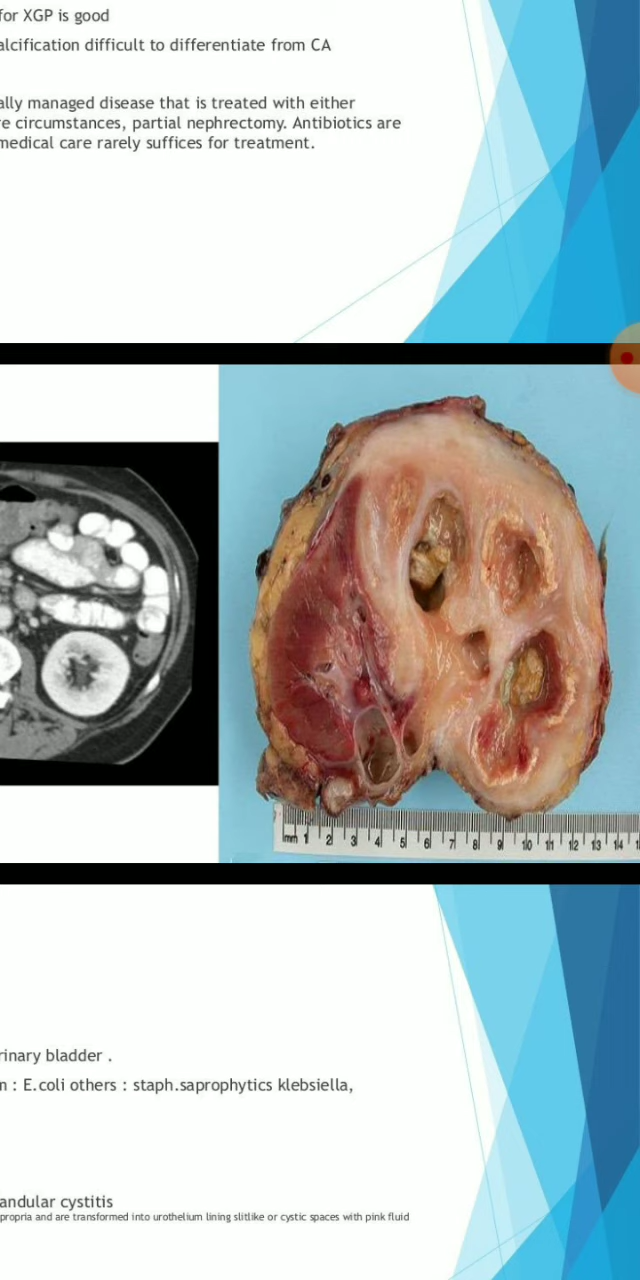 for XGP is good
alcification difficult to differentiate from CA
ally managed disease that is treated with either
re circumstances, partial nephrectomy. Antibiotics are
medical care rarely suffices for treatment.
mm 1 2 3 4 5 6 7 8 9 10 11 12 13 14
rinary bladder .
n : E.coli others : staph.saprophytics klebsiella,
andular cystitis
propria and are transformed into urothelium lining slitlike or cystic spaces with pink fluid